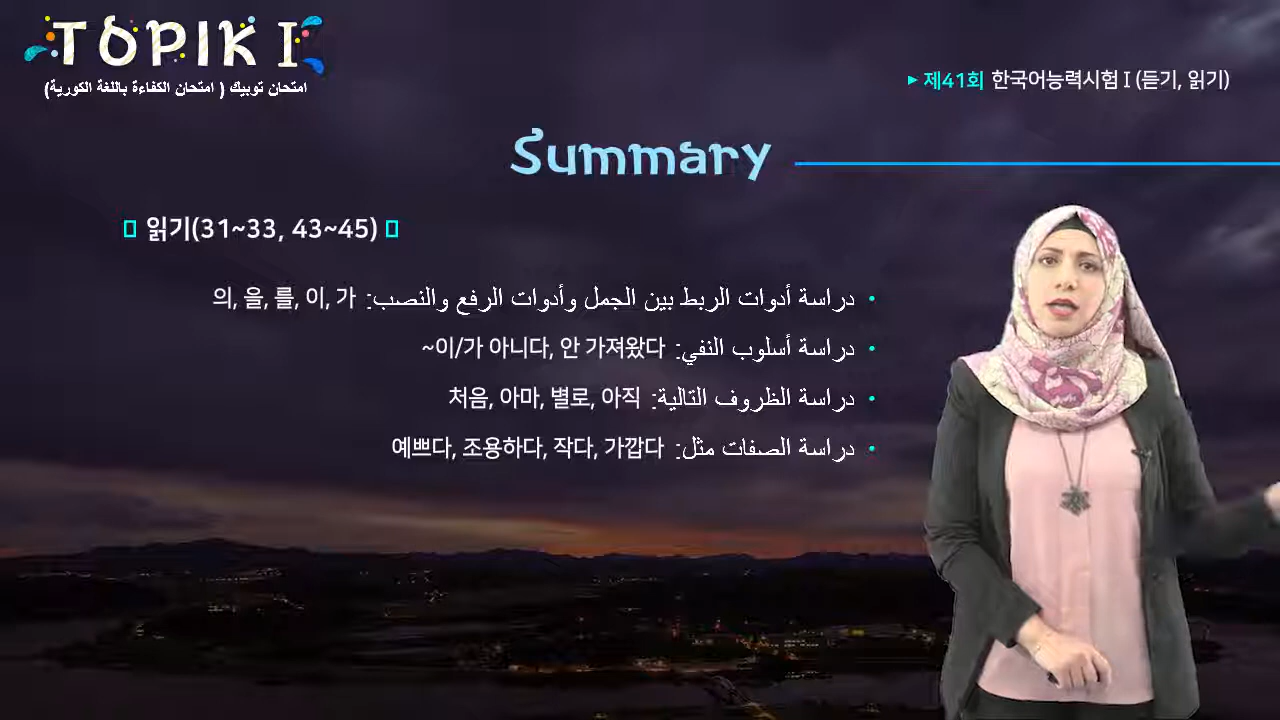 TOPIK I
امتحان توبيك ( امتحان الكفاءة باللغة الكورية)
▶ 제41회 한국어능력시험 I (듣기, 읽기)
Summary
읽기(31~33, 43~45)
• دراسة أدوات الربط بين الجمل وأدوات الرفع والنصب: 의, 을, 를, 이, 가
• دراسة أسلوب النفي: ~이/가 아니다, 안 가져왔다
• دراسة الظروف التالية: 처음, 아마, 별로, 아직
• دراسة الصفات مثل: 예쁘다, 조용하다, 작다, 가깝다